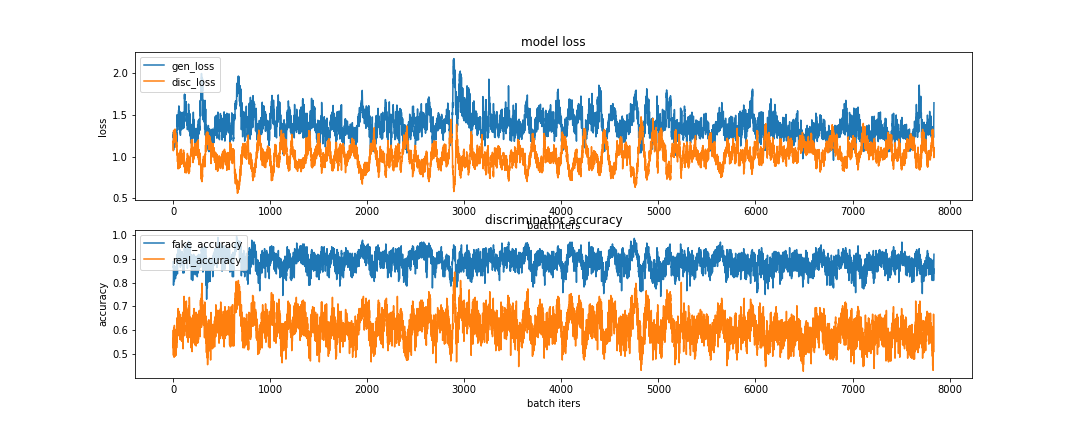 model loss
gen_loss
disc_loss
loss
2.0
1.5
1.0
0.5
0 1000 2000 3000 4000 5000 6000 7000 8000
batch iters
discriminator accuracy
fake_accuracy
real_accuracy
accuracy
1.0
0.9
0.8
0.7
0.6
0.5
0 1000 2000 3000 4000 5000 6000 7000 8000
batch iters